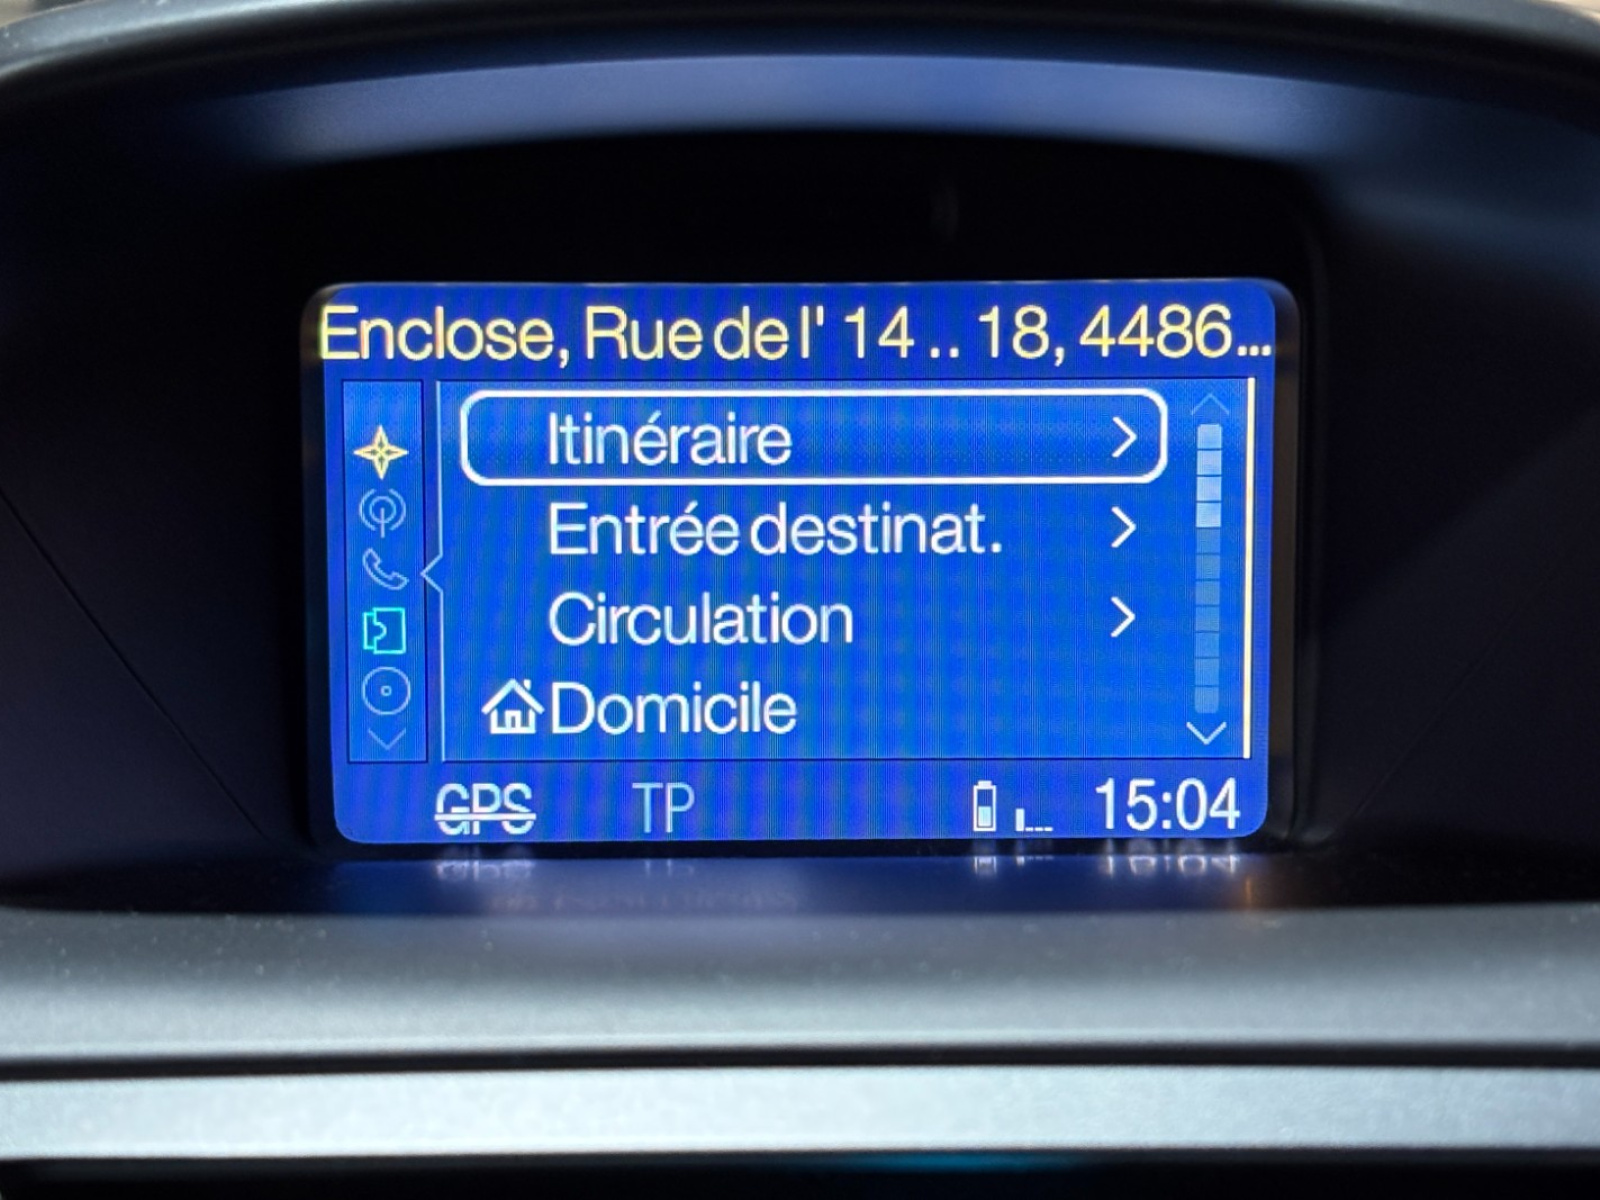 Enclose, Rue de l' 14 .. 18, 4486...
Itinéraire
Entrée destinat.
Circulation
Domicile
GPS TP 15:04